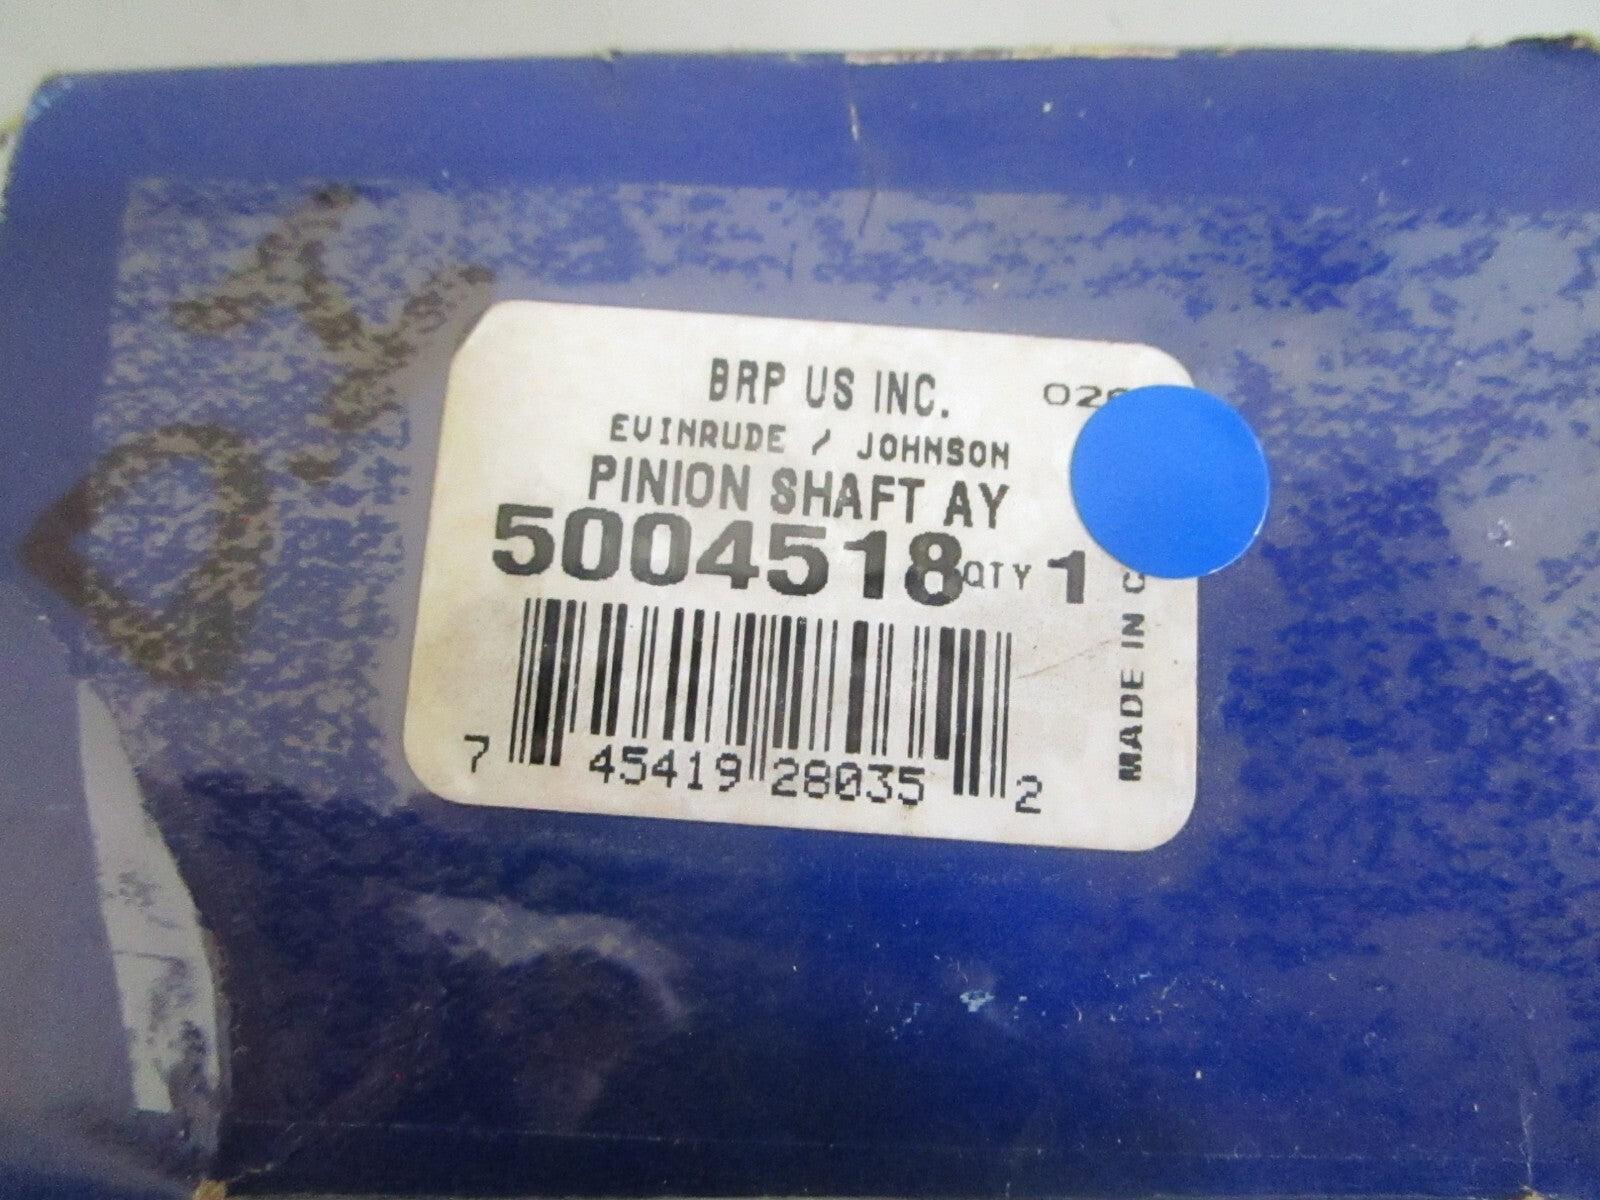 BRP US INC.
EVINRUDE / JOHNSON
PINION SHAFT AY
5004518 QTY 1
7 45419 28035 2
MADE IN